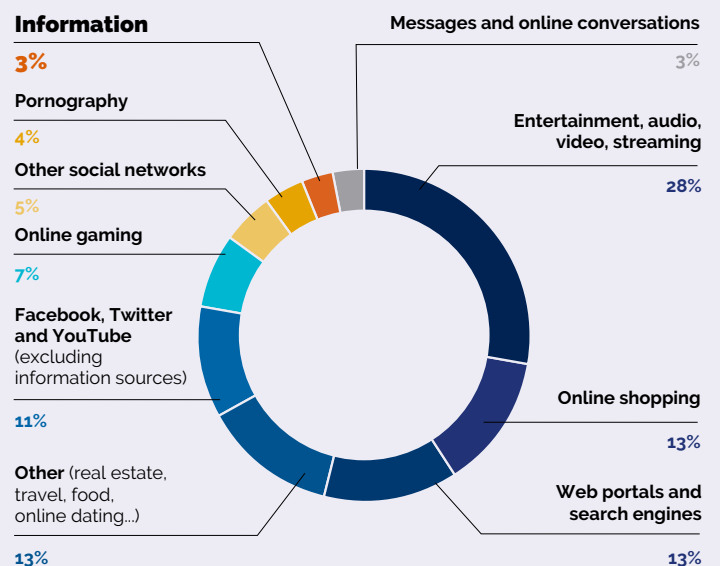 Information
3%
Pornography
4%
Other social networks
5%
Online gaming
7%
Facebook, Twitter
and YouTube
(excluding
information sources)
11%
Other (real estate,
travel, food,
online dating...)
13%
Messages and online conversations
3%
Entertainment, audio,
video, streaming
28%
Online shopping
13%
Web portals and
search engines
13%